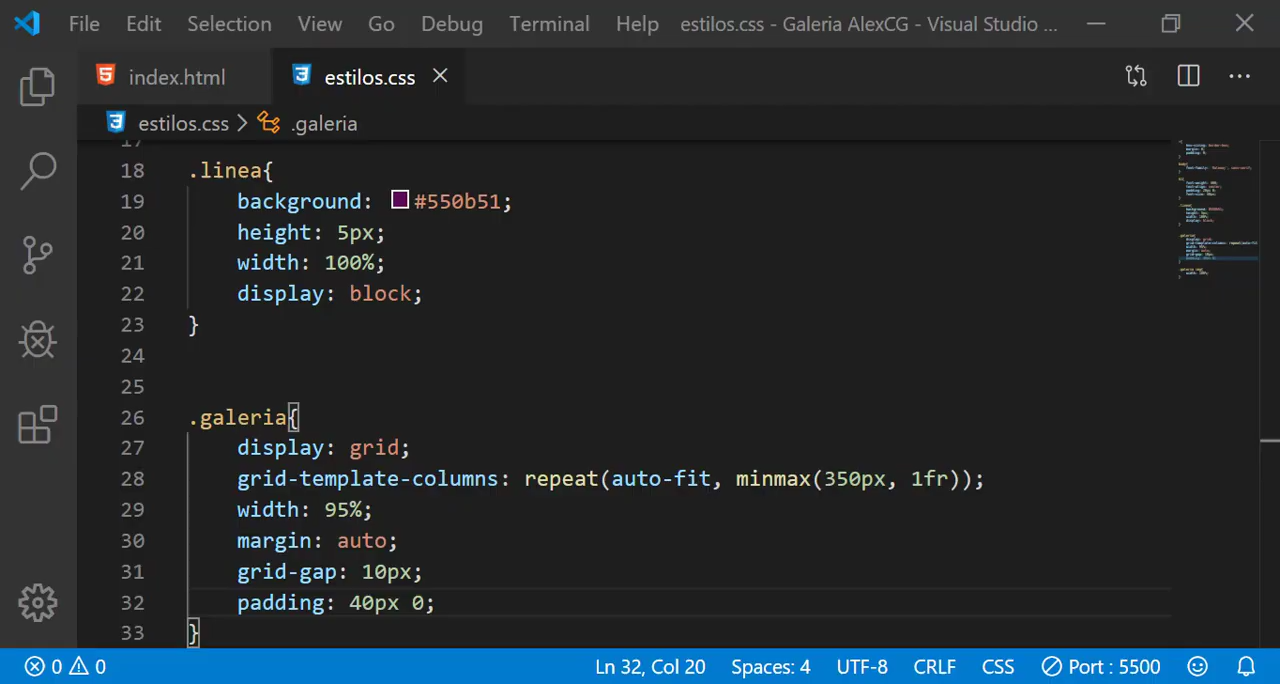 File Edit Selection View Go Debug Terminal Help estilos.css - Galeria AlexCG - Visual Studio ...
index.html estilos.css
estilos.css > .galeria
17
18 .linea{
19 background: #550b51;
20 height: 5px;
21 width: 100%;
22 display: block;
23 }
24
25
26 .galeria{
27 display: grid;
28 grid-template-columns: repeat(auto-fit, minmax(350px, 1fr));
29 width: 95%;
30 margin: auto;
31 grid-gap: 10px;
32 padding: 40px 0;
33 }
0 0 Ln 32, Col 20 Spaces: 4 UTF-8 CRLF CSS Port : 5500